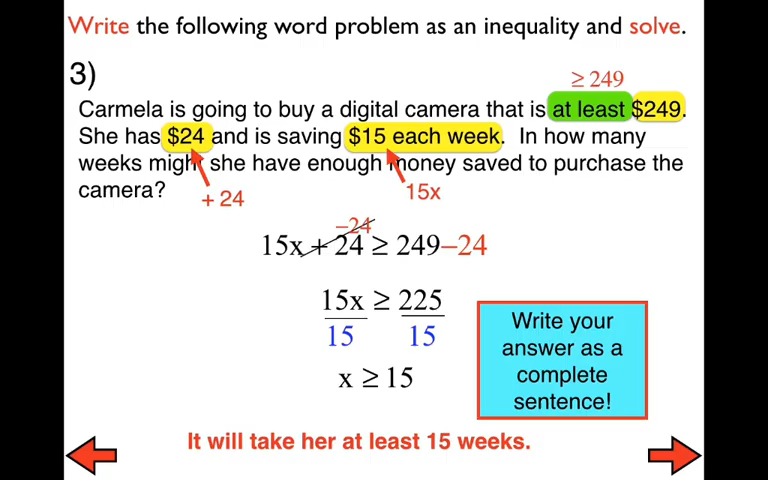 Write the following word problem as an inequality and solve.
3)
≥ 249
Carmela is going to buy a digital camera that is at least $249.
She has $24 and is saving $15 each week. In how many
weeks might she have enough money saved to purchase the
camera?
+ 24
15x
−24
15x + 24 ≥ 249−24
15x ≥ 225
15 15
x ≥ 15
Write your
answer as a
complete
sentence!
It will take her at least 15 weeks.